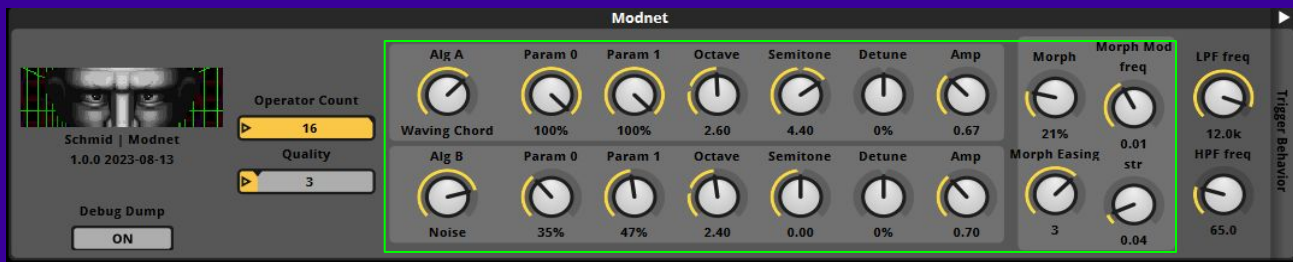 Modnet
Alg A Param 0 Param 1 Octave Semitone Detune Amp
Waving Chord 100% 100% 2.60 4.40 0% 0.67
Alg B Param 0 Param 1 Octave Semitone Detune Amp
Noise 35% 47% 2.40 0.00 0% 0.70
Morph
21%
Morph Mod
freq
0.01
Morph Easing
3
str
0.04
LPF freq
12.0k
HPF freq
65.0
Operator Count
16
Quality
3
Schmid | Modnet
1.0.0 2023-08-13
Debug Dump
ON
Trigger Behavior